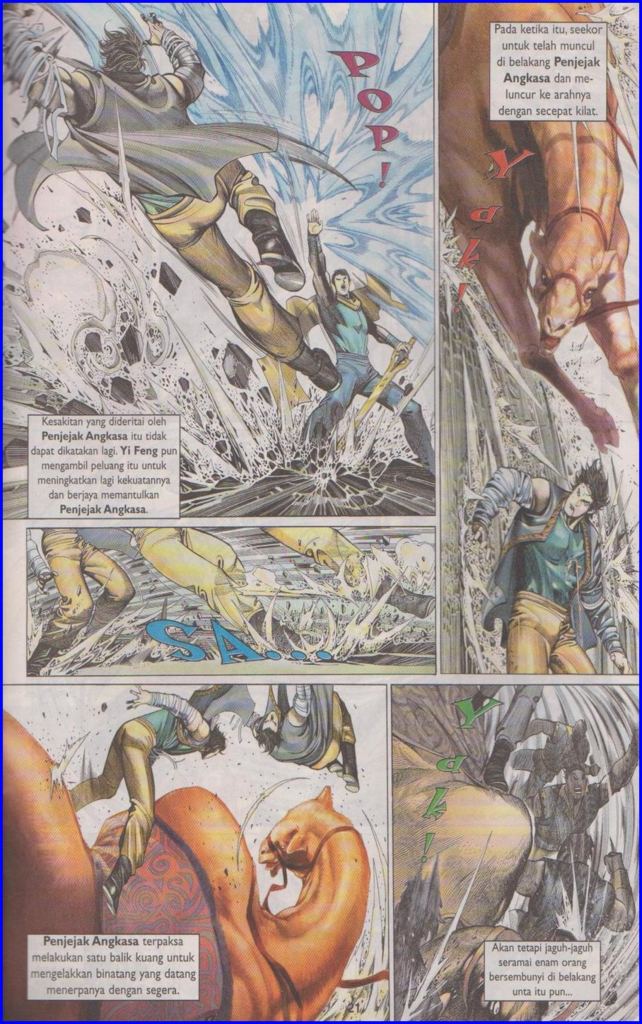 POP!
Kesakitan yang dideritai oleh
Penjejak Angkasa itu tidak
dapat dikatakan lagi. Yi Feng pun
mengambil peluang itu untuk
meningkatkan lagi kekuatannya
dan berjaya memantulkan
Penjejak Angkasa.
Pada ketika itu, seekor
untuk telah muncul
di belakang Penjejak
Angkasa dan me-
luncur ke arahnya
dengan secepat kilat.
Yak!
SA...
Penjejak Angkasa terpaksa
melakukan satu balik kuang untuk
mengelakkan binatang yang datang
menerpanya dengan segera.
Yak!
Akan tetapi jaguh-jaguh
seramai enam orang
bersembunyi di belakang
unta itu pun...
21